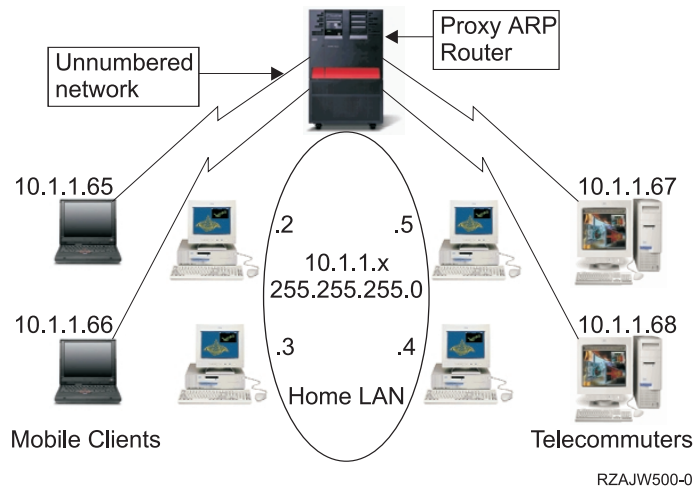 Proxy ARP
Router
Unnumbered
network
10.1.1.65
10.1.1.67
.2
.5
10.1.1.x
255.255.255.0
10.1.1.66
10.1.1.68
.3
.4
Home LAN
Mobile Clients
Telecommuters
RZAJW500-0